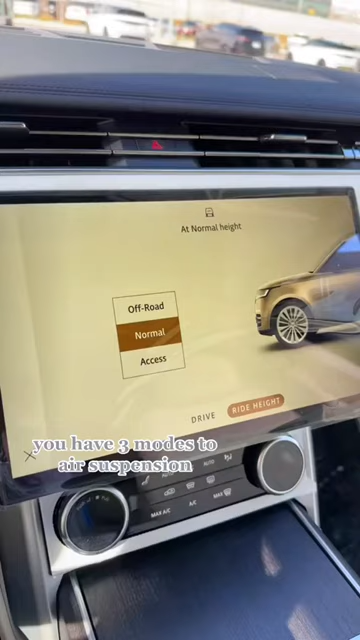 At Normal height
Off-Road
Normal
Access
DRIVE
RIDE HEIGHT
you have 3 modes to
air suspension
AUTO
AUTO
MAX A/C
A/C
MAX